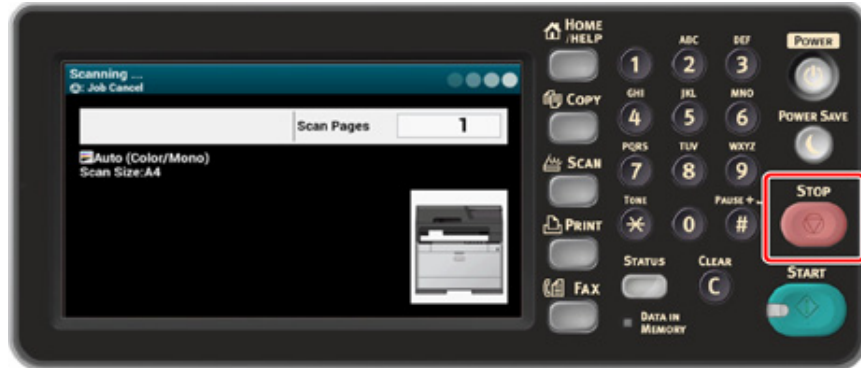 Scanning ...
: Job Cancel
Scan Pages 1
Auto (Color/Mono)
Scan Size:A4
HOME
/HELP
COPY
SCAN
PRINT
FAX
ABC DEF
1 2 3
GHI JKL MNO
4 5 6
PQRS TUV WXYZ
7 8 9
TONE PAUSE + -
0 #
STATUS CLEAR
C
DATA IN
MEMORY
POWER
POWER SAVE
STOP
START